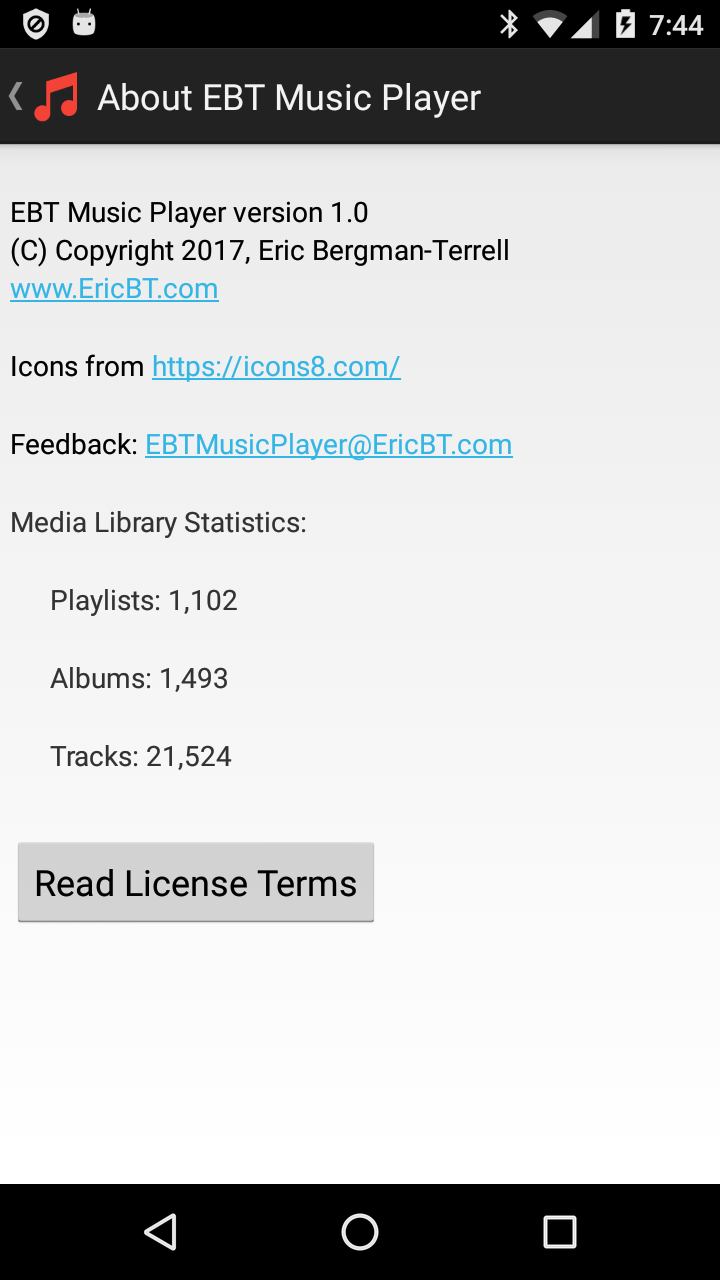 7:44
About EBT Music Player
EBT Music Player version 1.0
(C) Copyright 2017, Eric Bergman-Terrell
www.EricBT.com
Icons from https://icons8.com/
Feedback: EBTMusicPlayer@EricBT.com
Media Library Statistics:
Playlists: 1,102
Albums: 1,493
Tracks: 21,524
Read License Terms